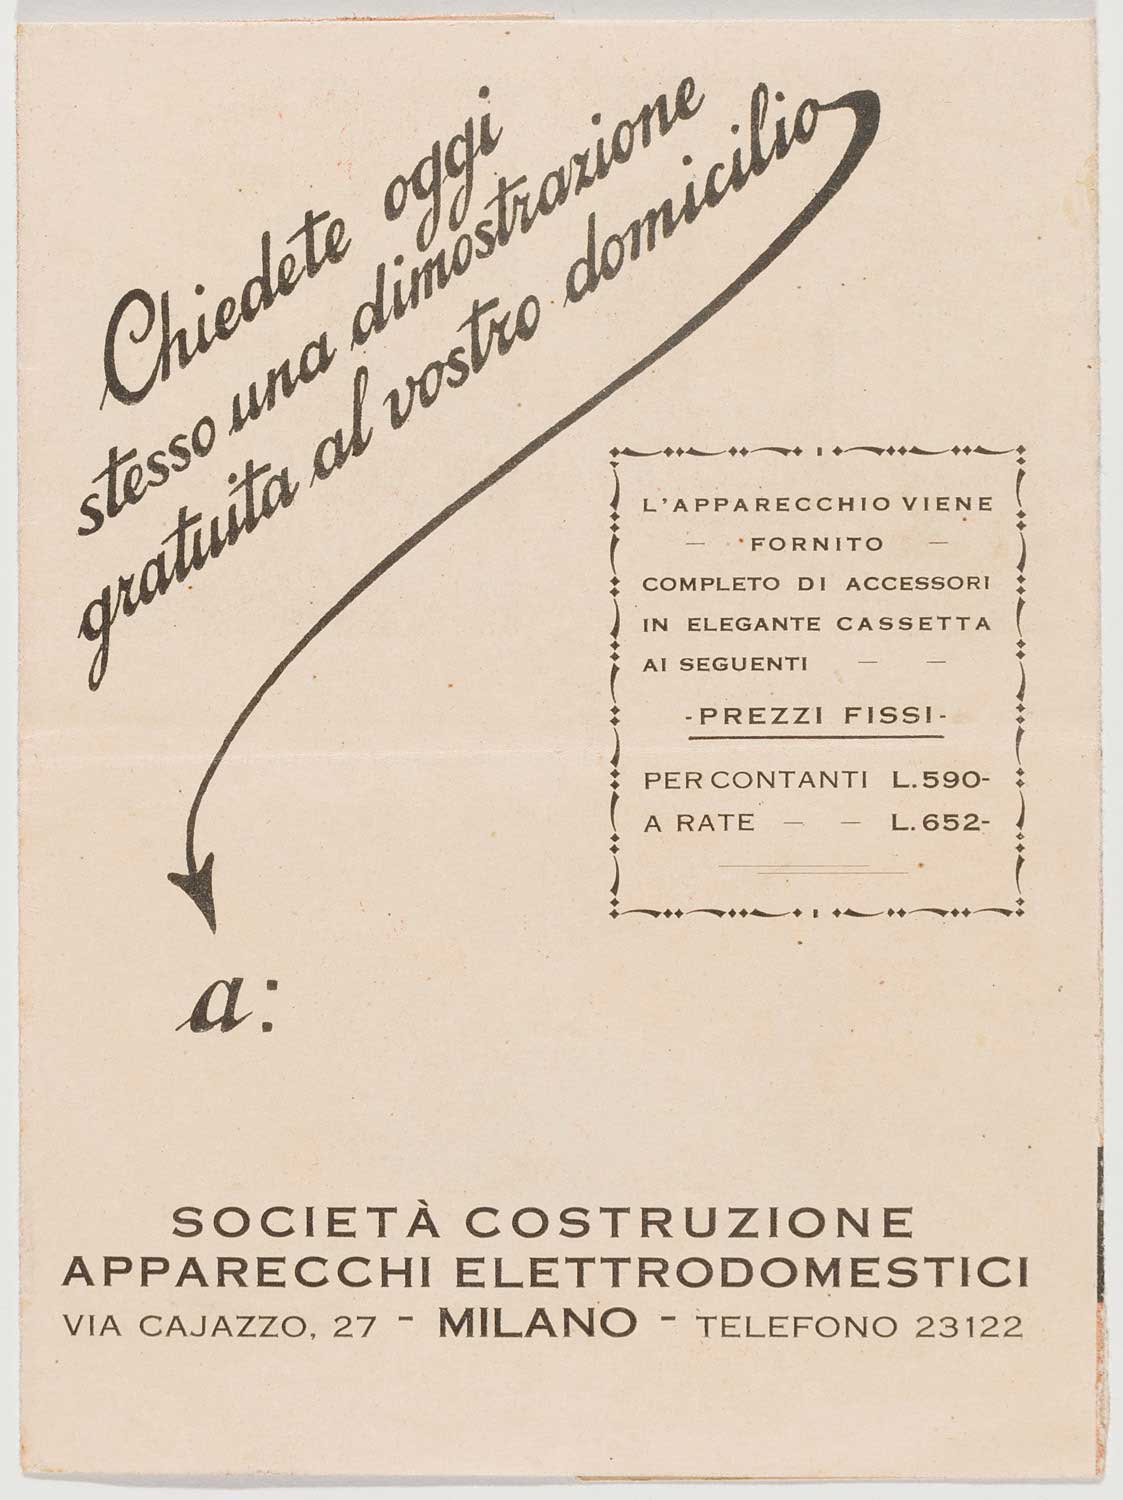 Chiedete oggi
stesso una dimostrazione
gratuita al vostro domicilio
a:
L'APPARECCHIO VIENE
— FORNITO —
COMPLETO DI ACCESSORI
IN ELEGANTE CASSETTA
AI SEGUENTI — —
-PREZZI FISSI-
PER CONTANTI L.590-
A RATE — — L.652-
SOCIETÀ COSTRUZIONE
APPARECCHI ELETTRODOMESTICI
VIA CAJAZZO, 27 - MILANO - TELEFONO 23122